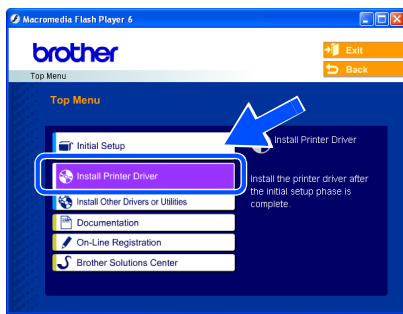 Macromedia Flash Player 6
brother
Exit
Back
Top Menu
Top Menu
Initial Setup
Install Printer Driver
Install Other Drivers or Utilities
Documentation
On-Line Registration
Brother Solutions Center
Install Printer Driver
Install the printer driver after
the initial setup phase is
complete.